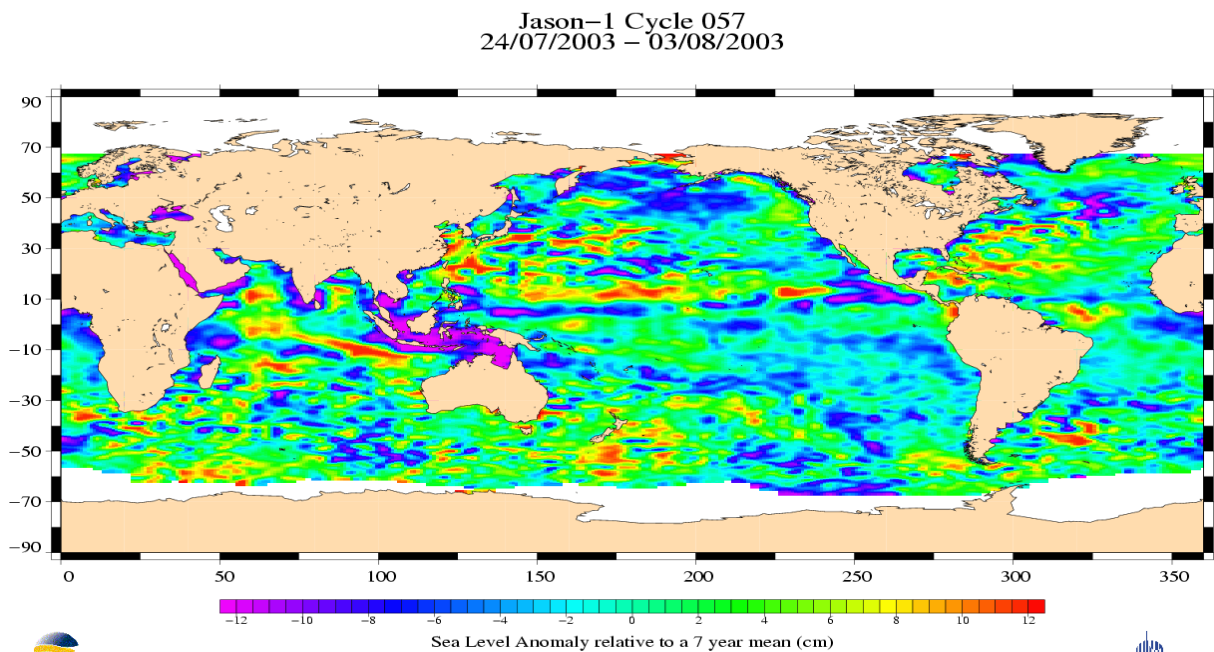 Jason-1 Cycle 057
24/07/2003 - 03/08/2003
90
70
50
30
10
-10
-30
-50
-70
-90
0 50 100 150 200 250 300 350
-12 -10 -8 -6 -4 -2 0 2 4 6 8 10 12
Sea Level Anomaly relative to a 7 year mean (cm)